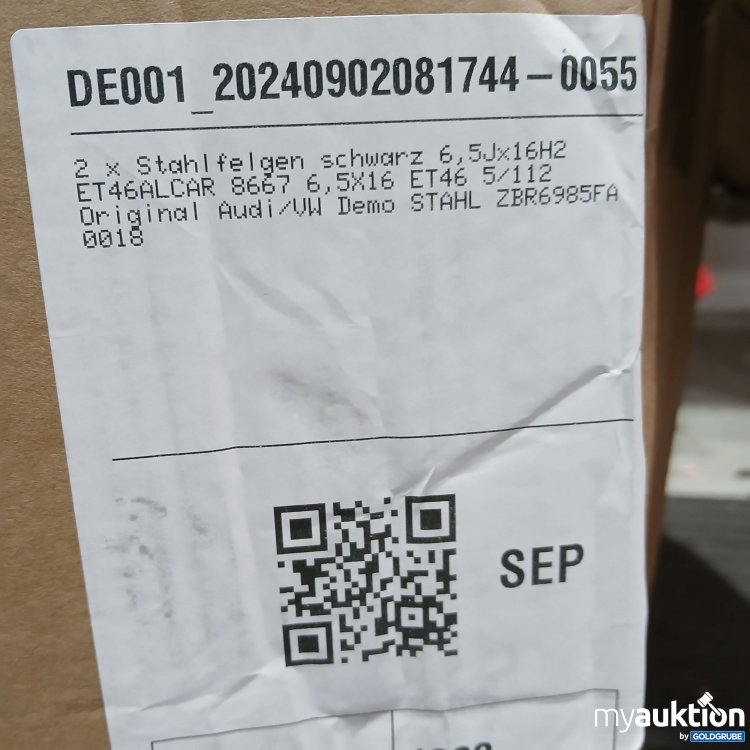 DE001_20240902081744-0055
2 x Stahlfelgen schwarz 6,5Jx16H2
ET46ALCAR 8667 6,5X16 ET46 5/112
Original Audi/VW Demo STAHL ZBR6985FA
0018
SEP
myauktion
by GOLDGRUBE